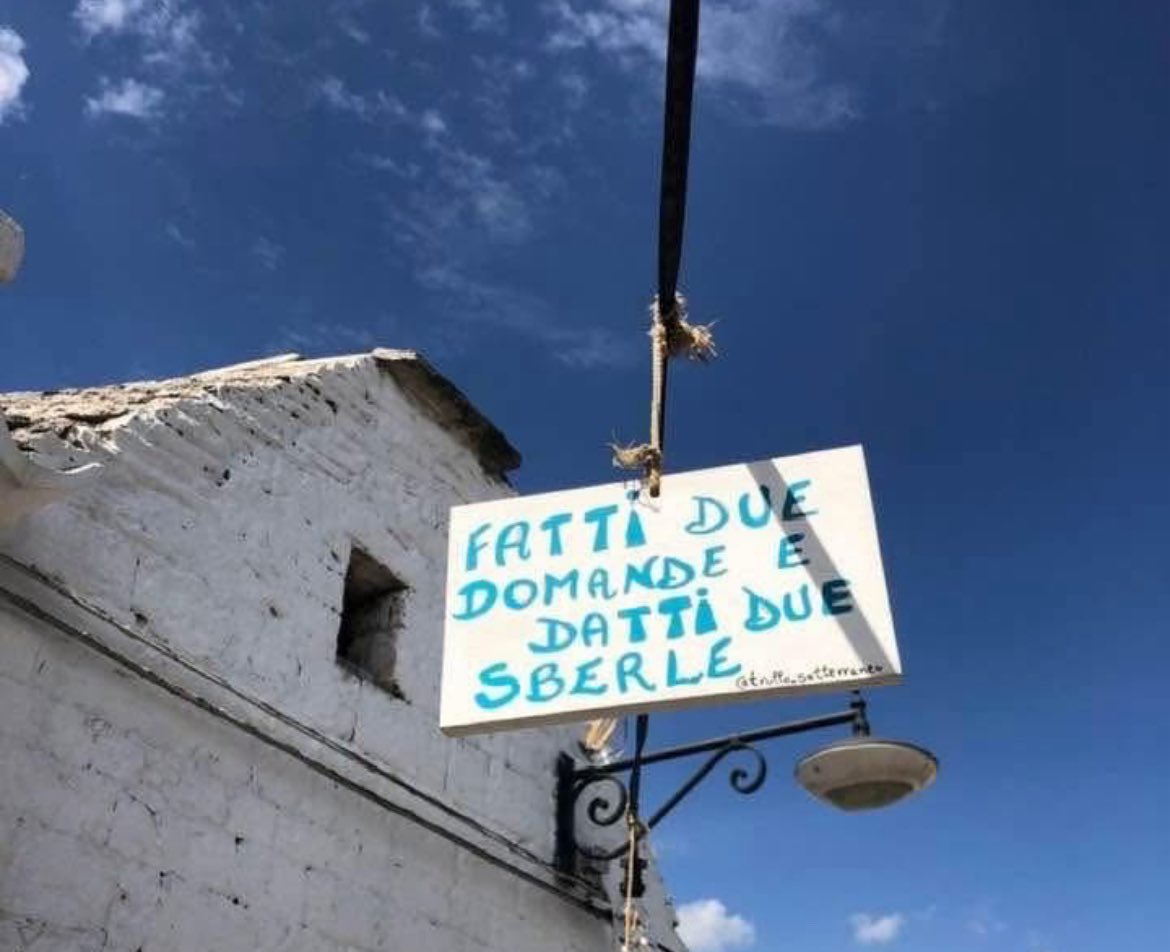 FATTI DUE
DOMANDE E
DATTI DUE
SBERLE
@trullo_sotterraneo